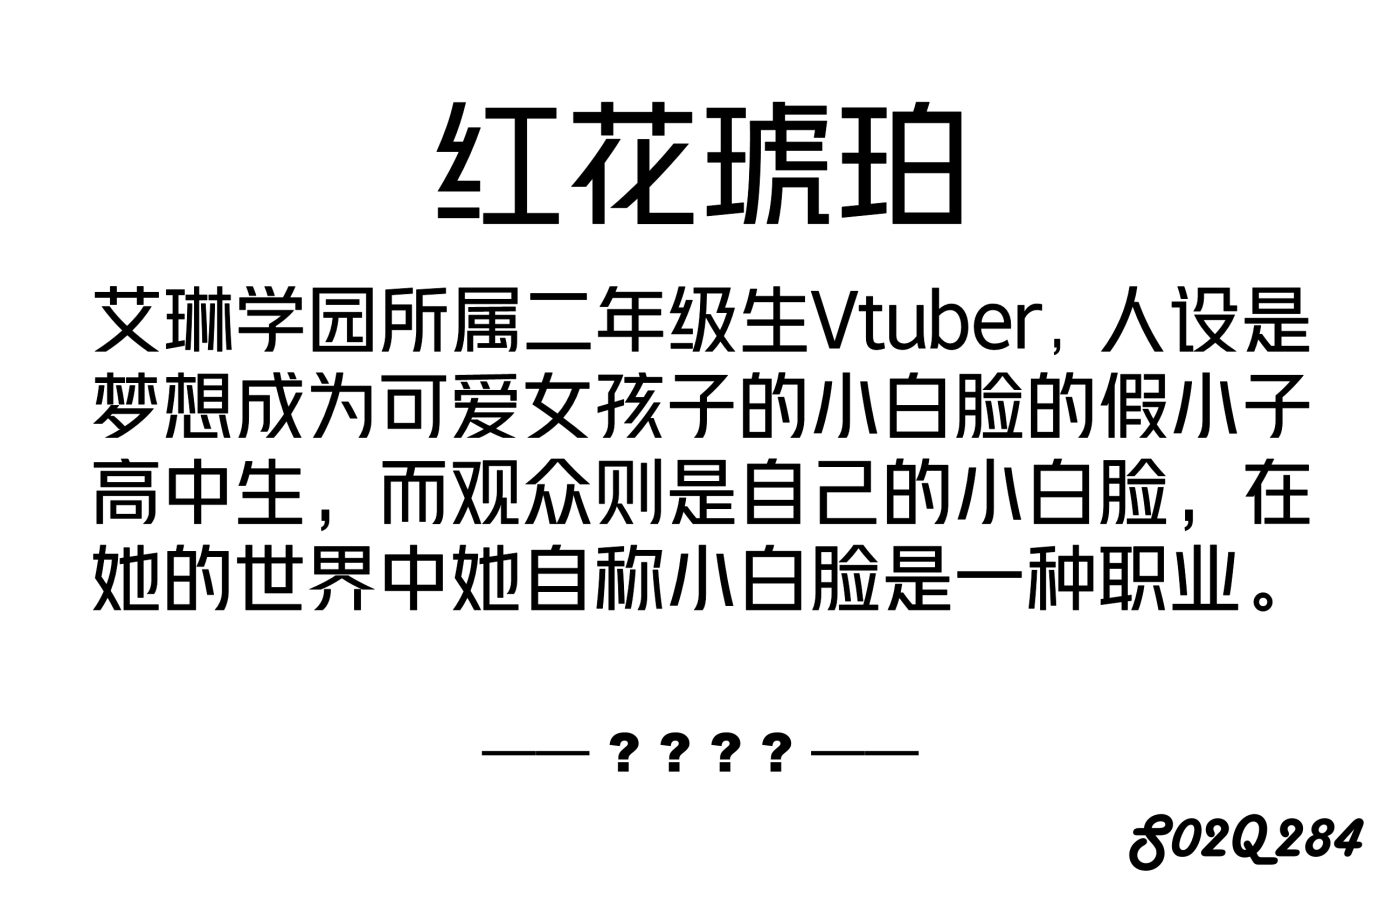 红花琥珀
艾琳学园所属二年级生Vtuber，人设是
梦想成为可爱女孩子的小白脸的假小子
高中生，而观众则是自己的小白脸，在
她的世界中她自称小白脸是一种职业。
——？？？？——
S02Q284